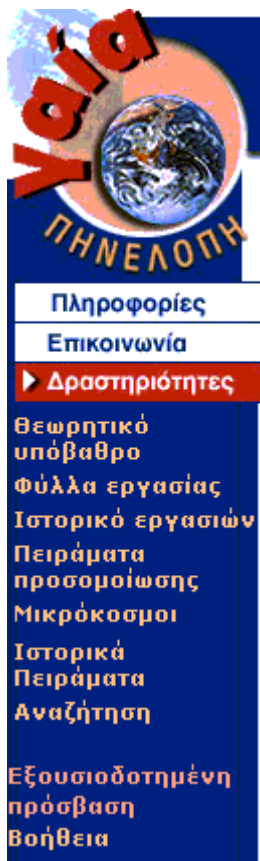 γαία
ΠΗΝΕΛΟΠΗ
Πληροφορίες
Επικοινωνία
Δραστηριότητες
Θεωρητικό
υπόβαθρο
Φύλλα εργασίας
Ιστορικό εργασιών
Πειράματα
προσομοίωσης
Μικρόκοσμοι
Ιστορικά
Πειράματα
Αναζήτηση
Εξουσιοδοτημένη
πρόσβαση
Βοήθεια